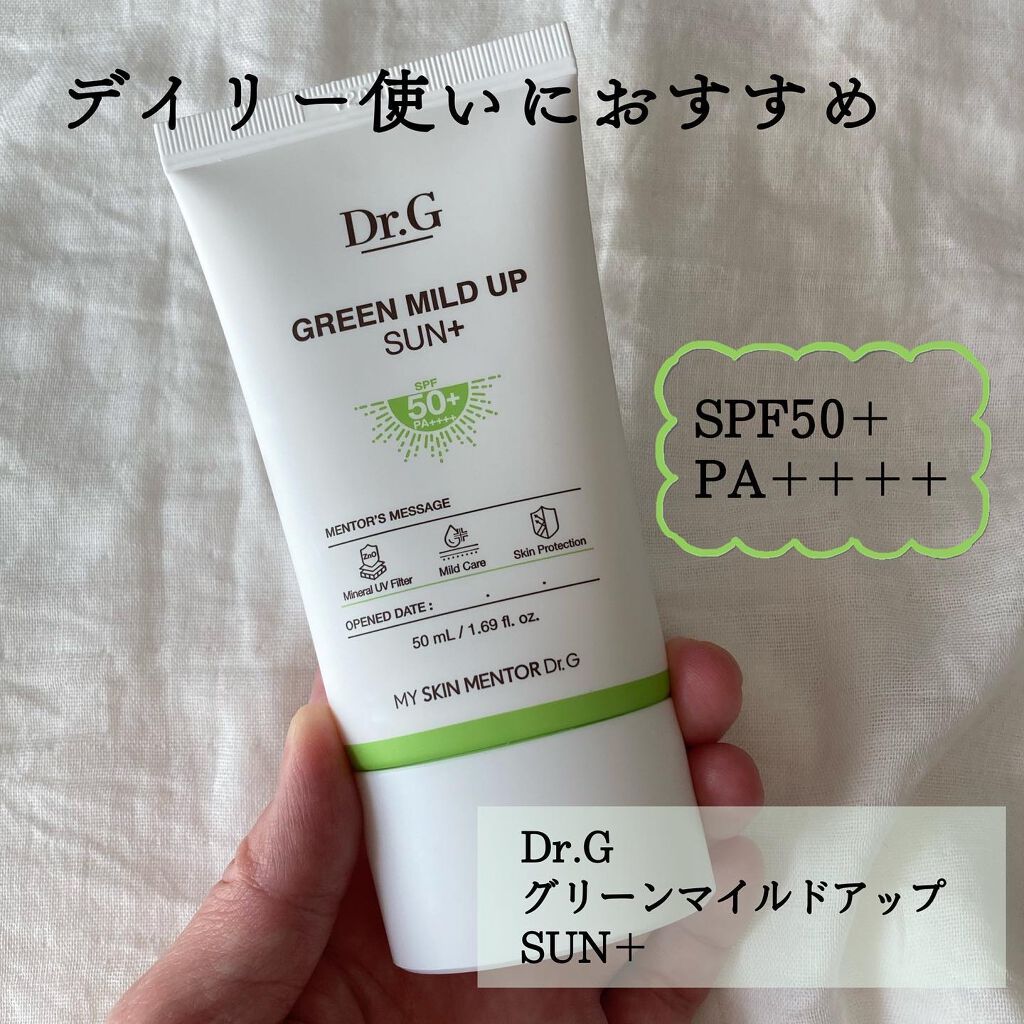 デイリー使いにおすすめ
Dr.G
GREEN MILD UP
SUN+
SPF
50+
PA++++
SPF50＋
PA＋＋＋＋
MENTOR'S MESSAGE
ZnO
Mineral UV Filter
Mild Care
Skin Protection
OPENED DATE : . .
50 mL / 1.69 fl. oz.
MY SKIN MENTOR Dr.G
Dr.G
グリーンマイルドアップ
SUN＋